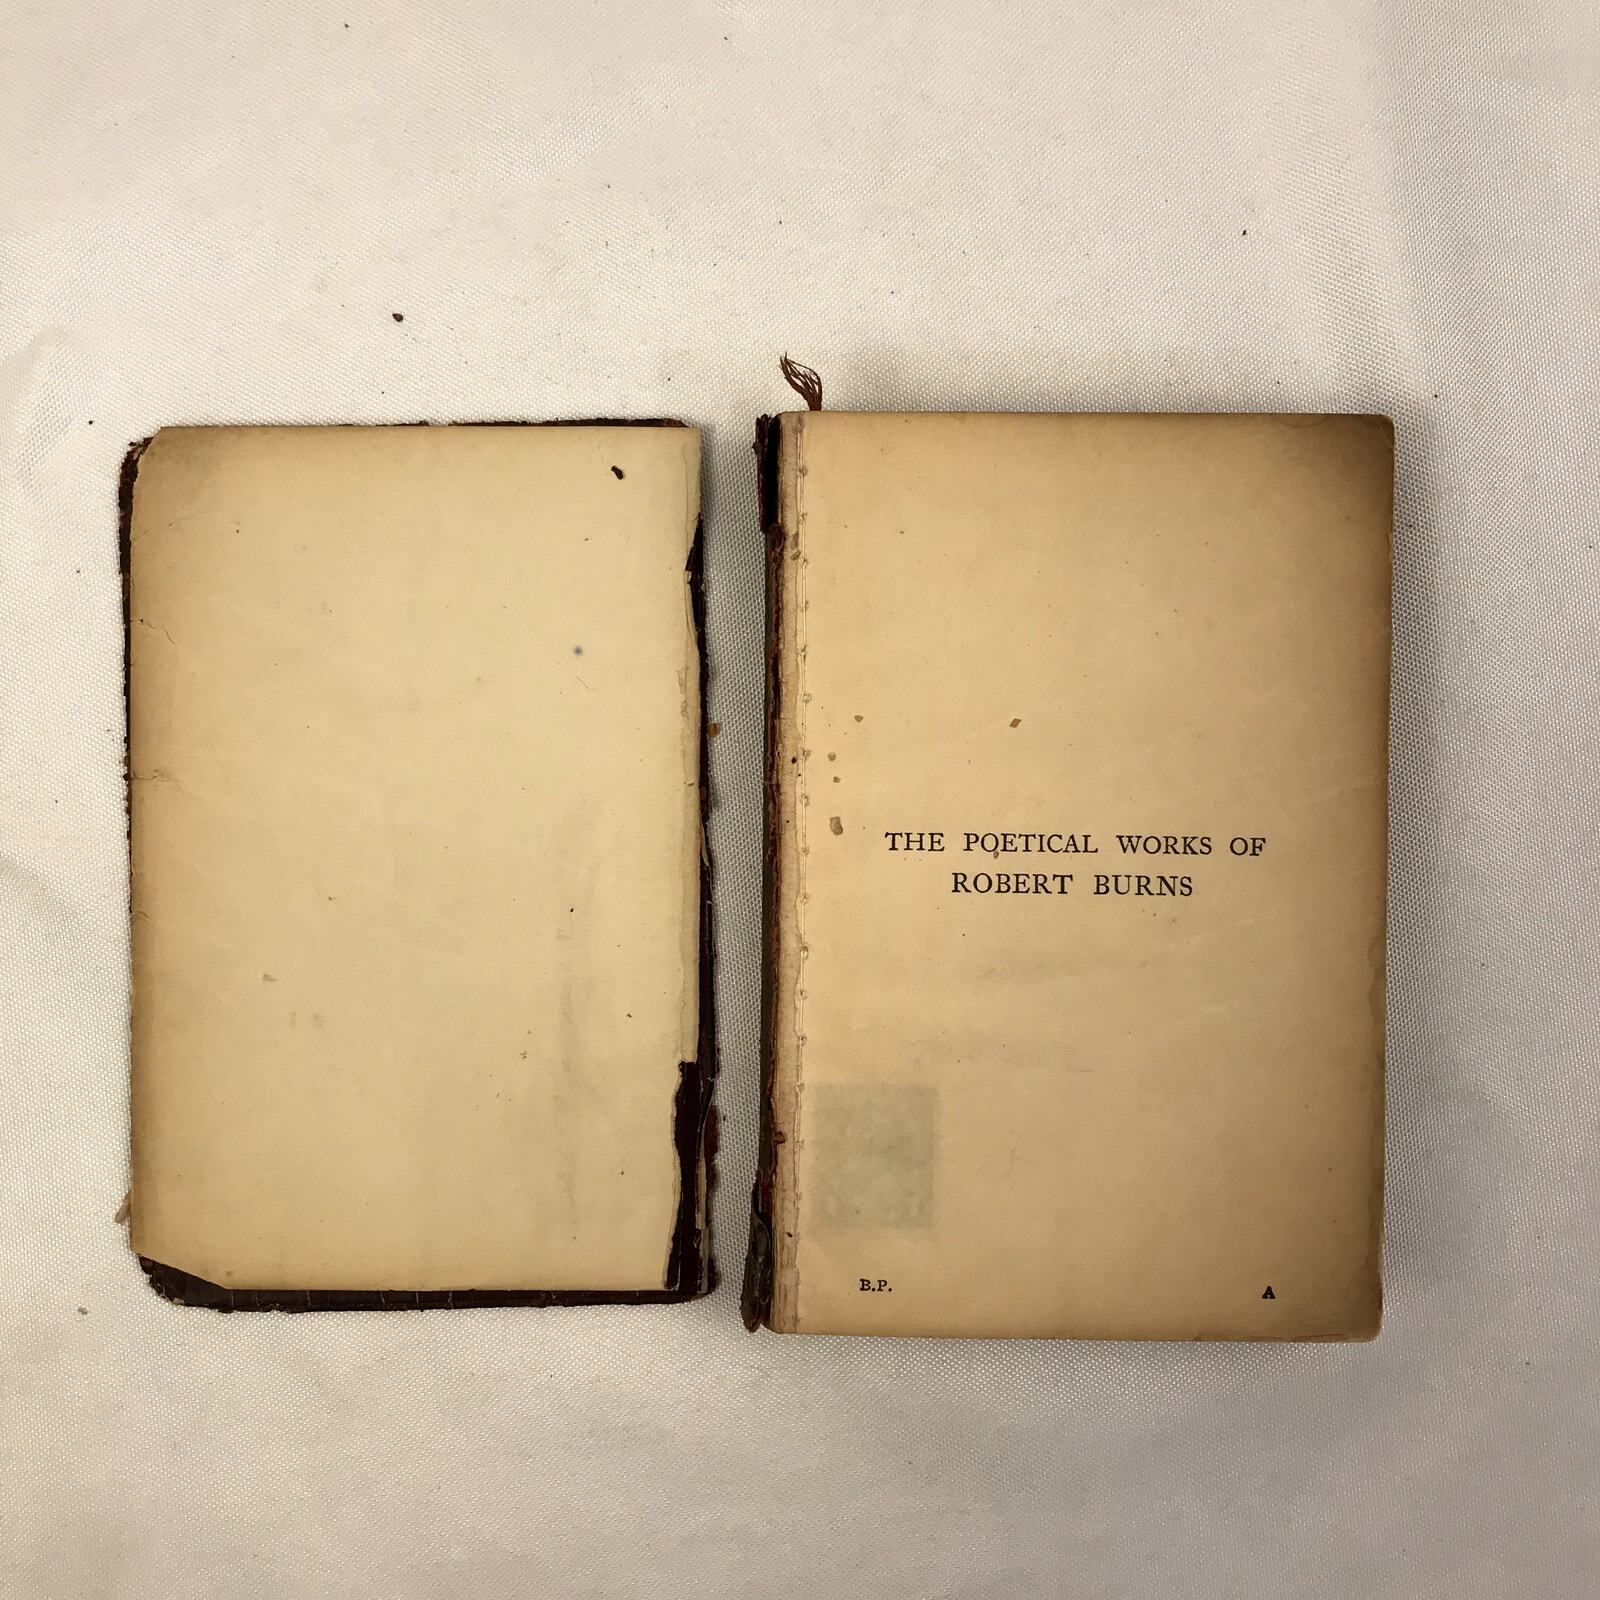 THE POETICAL WORKS OF
ROBERT BURNS
B.P. A